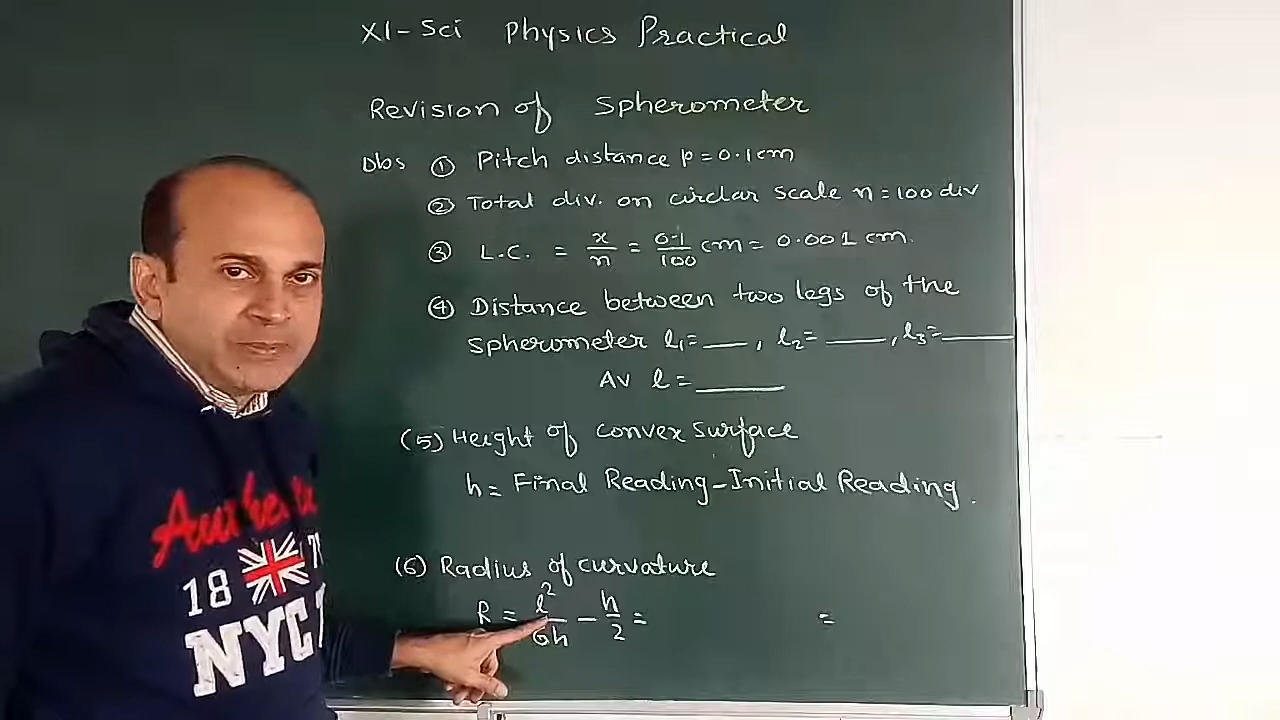 XI-Sci Physics Practical
Revision of Spherometer
Obs ① Pitch distance p = 0.1cm
② Total div. on circlar scale n = 100 div
③ L.C. = x/n = 0.1/100 cm = 0.001 cm.
④ Distance between two legs of the
spherometer l₁= ___ , l₂= ___ , l₃= ___
AV l = ___
(5) Height of convex surface
h = Final Reading - Initial Reading.
(6) Radius of curvature
R = l²/6h - h/2 = =
Authentic
18 7
NYC